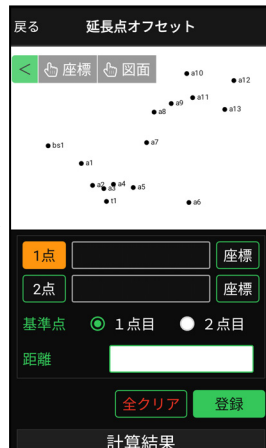 戻る 延長点オフセット
< 座標 図面
a10
a12
a9 a11
a8 a13
bs1 a7
a1
a2 a3 a4 a5
t1 a6
1点 座標
2点 座標
基準点 1点目 2点目
距離
全クリア 登録
計算結果